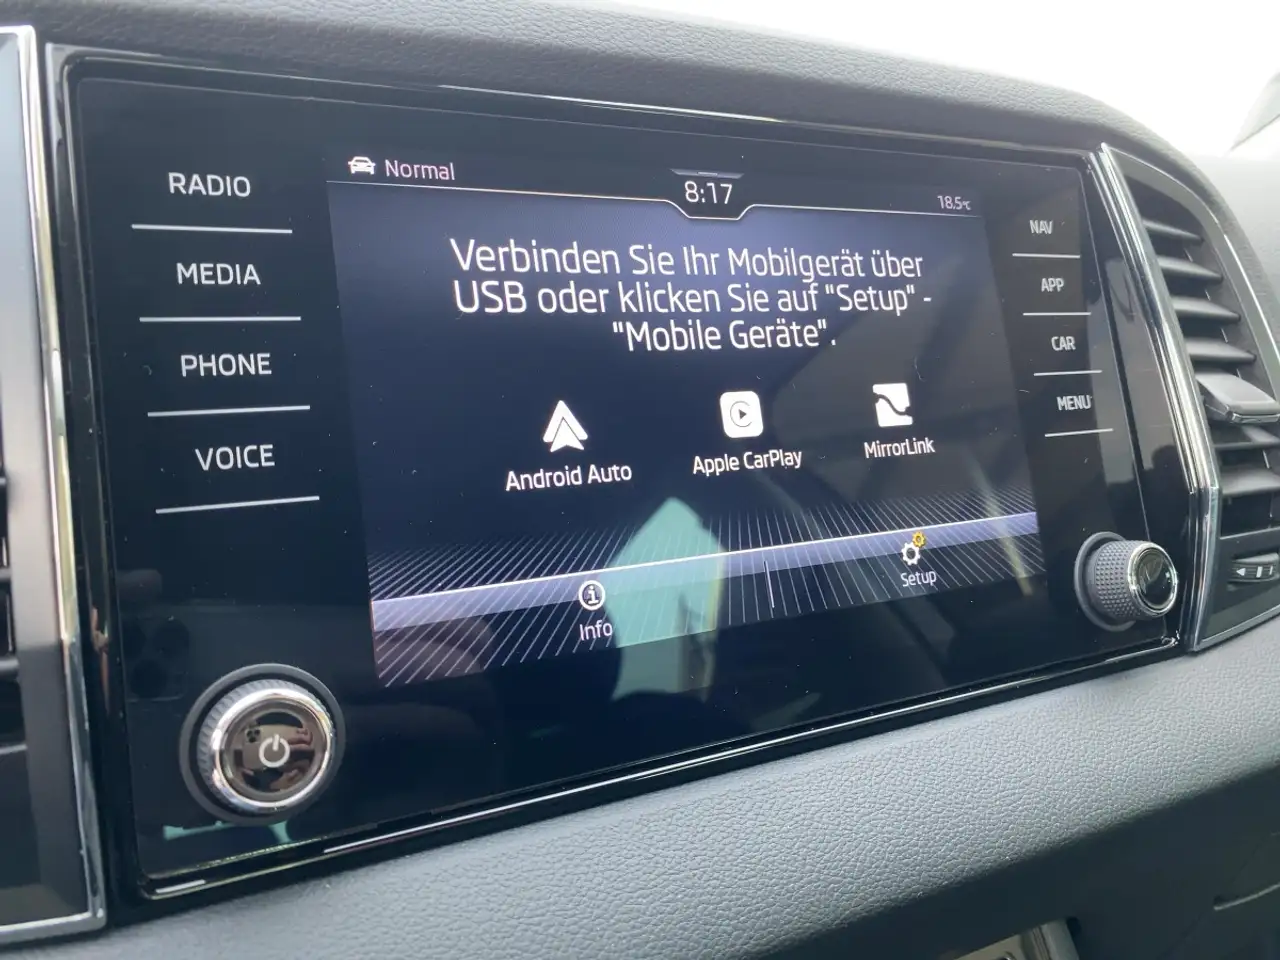 RADIO
MEDIA
PHONE
VOICE
Normal
8:17
18.5°C
Verbinden Sie Ihr Mobilgerät über
USB oder klicken Sie auf "Setup" -
"Mobile Geräte".
Android Auto
Apple CarPlay
MirrorLink
Info
Setup
NAV
APP
CAR
MENU